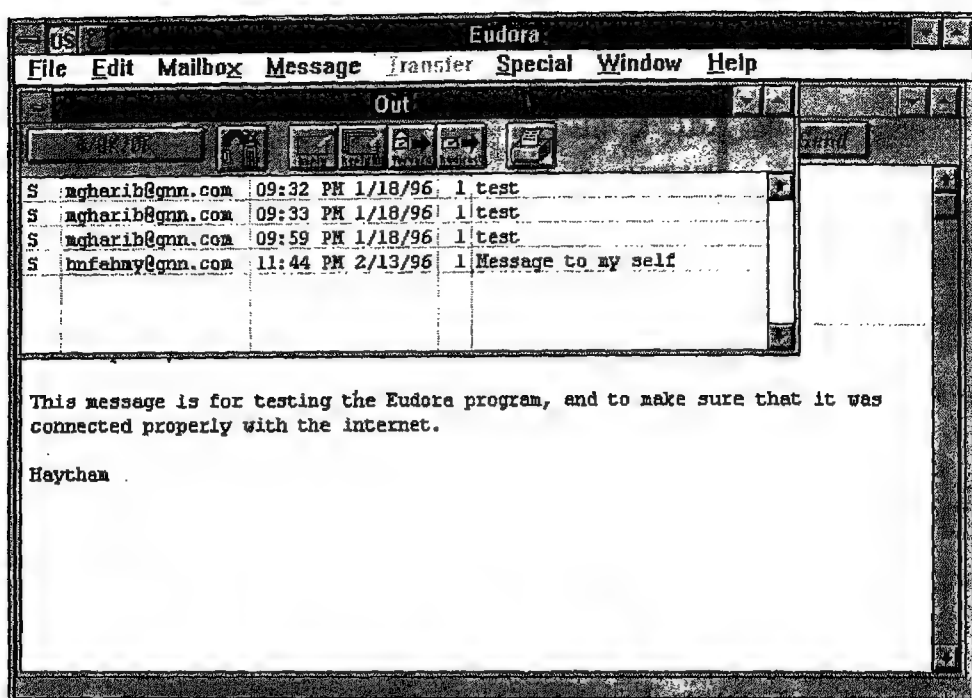 Eudora
File Edit Mailbox Message Transfer Special Window Help
Out
Send
S mgharib@gnn.com 09:32 PM 1/18/96 1 test
S mgharib@gnn.com 09:33 PM 1/18/96 1 test
S mgharib@gnn.com 09:59 PM 1/18/96 1 test
S hnfahmy@gnn.com 11:44 PM 2/13/96 1 Message to my self
This message is for testing the Eudora program, and to make sure that it was
connected properly with the internet.
Haytham